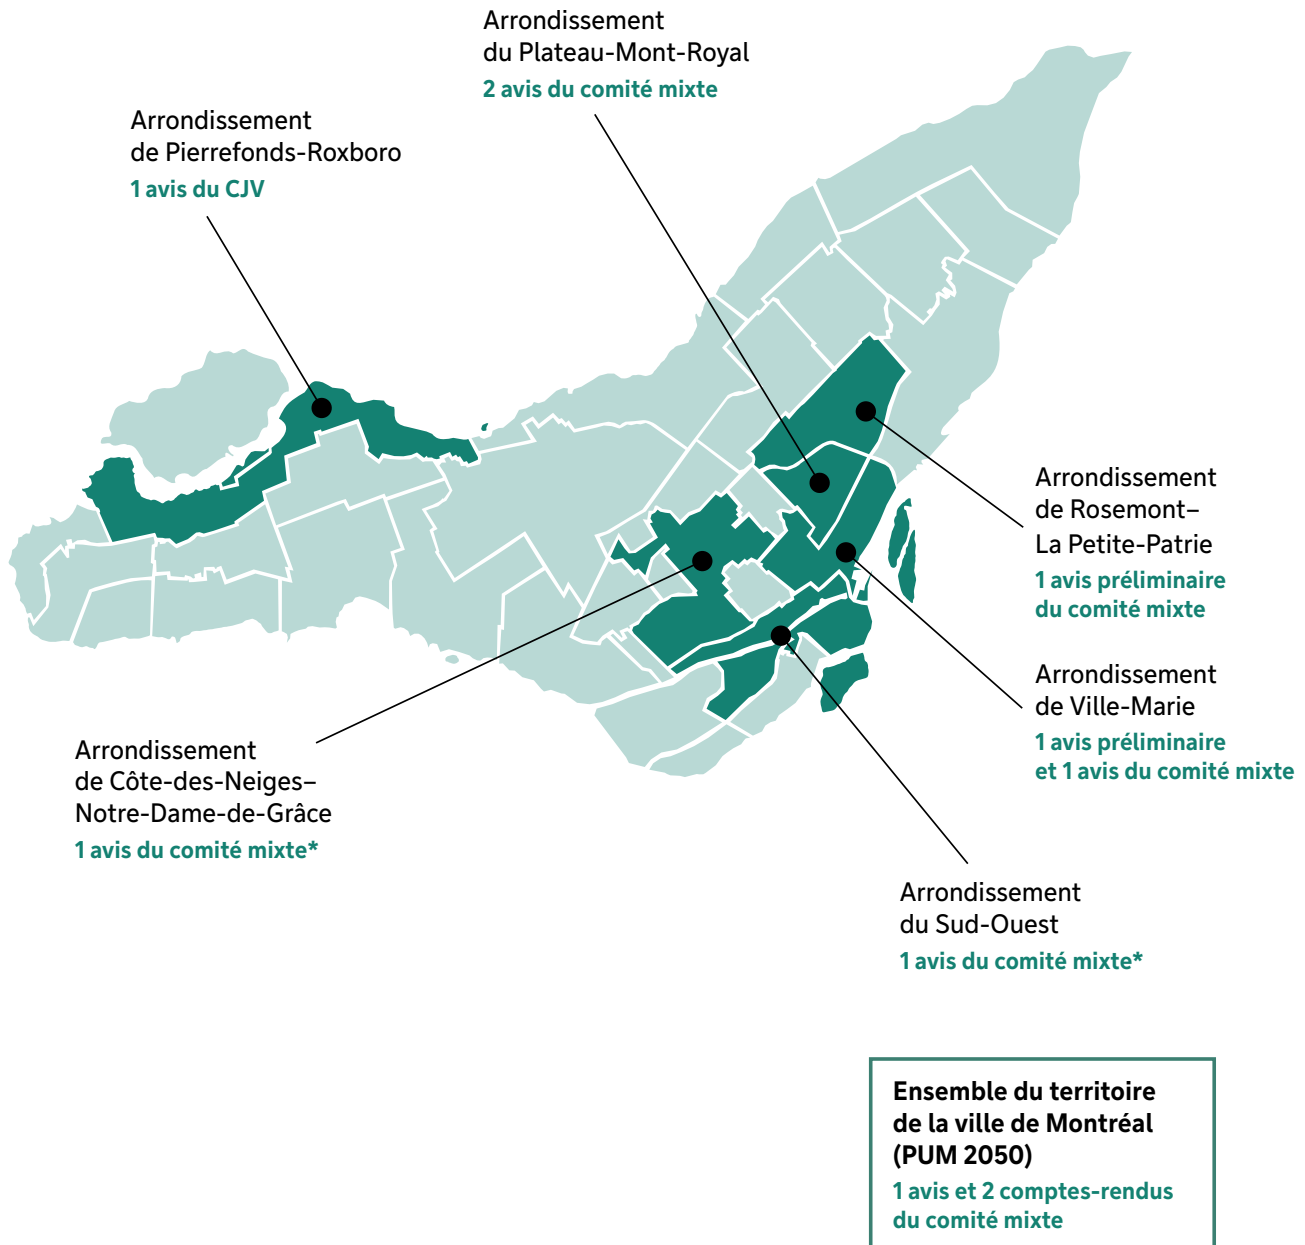 Arrondissement
du Plateau-Mont-Royal
2 avis du comité mixte
Arrondissement
de Pierrefonds-Roxboro
1 avis du CJV
Arrondissement
de Rosemont–
La Petite-Patrie
1 avis préliminaire
du comité mixte
Arrondissement
de Ville-Marie
1 avis préliminaire
et 1 avis du comité mixte
Arrondissement
de Côte-des-Neiges–
Notre-Dame-de-Grâce
1 avis du comité mixte*
Arrondissement
du Sud-Ouest
1 avis du comité mixte*
Ensemble du territoire
de la ville de Montréal
(PUM 2050)
1 avis et 2 comptes-rendus
du comité mixte